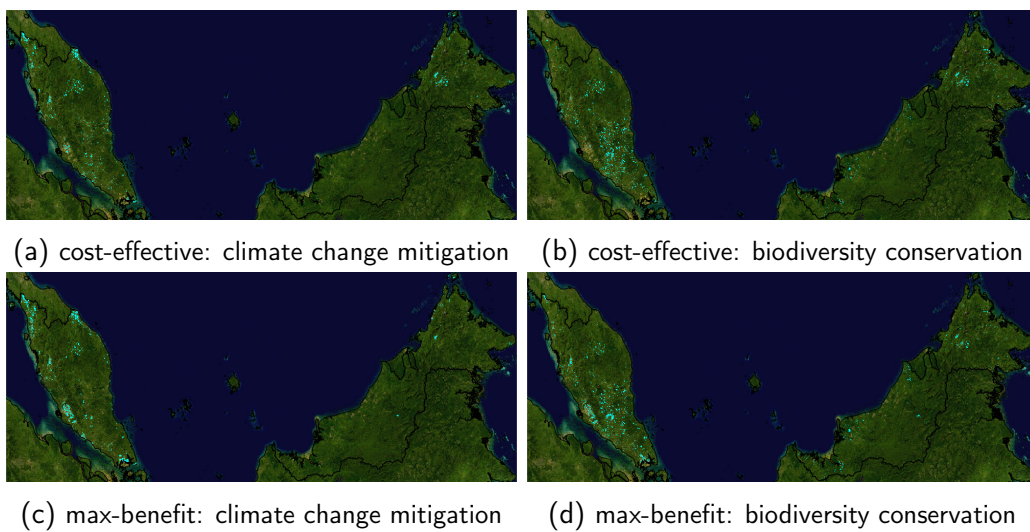 (a) cost-effective: climate change mitigation
(b) cost-effective: biodiversity conservation
(c) max-benefit: climate change mitigation
(d) max-benefit: biodiversity conservation